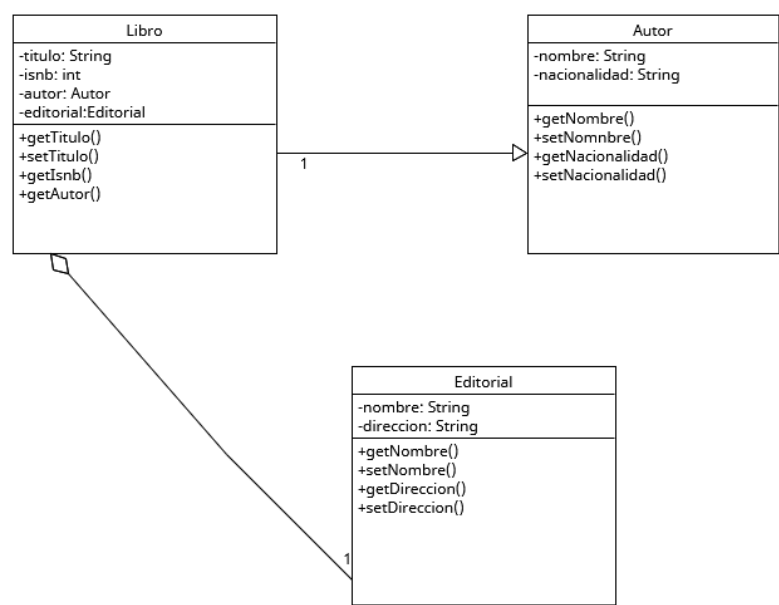 Libro
-titulo: String
-isnb: int
-autor: Autor
-editorial:Editorial
+getTitulo()
+setTitulo()
+getIsnb()
+getAutor()
1
Autor
-nombre: String
-nacionalidad: String
+getNombre()
+setNomnbre()
+getNacionalidad()
+setNacionalidad()
Editorial
-nombre: String
-direccion: String
+getNombre()
+setNombre()
+getDireccion()
+setDireccion()
1